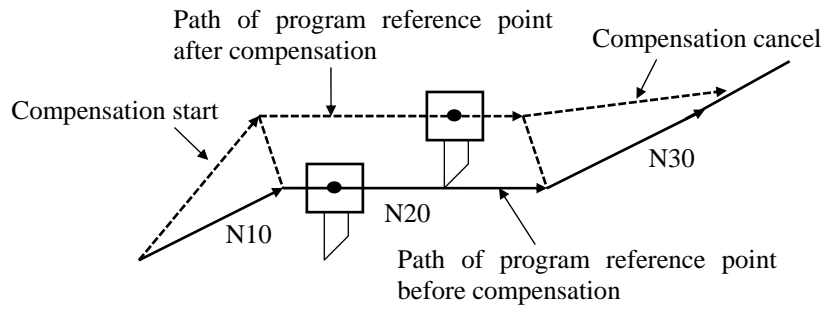 Path of program reference point
after compensation
Compensation cancel
Compensation start
N30
N20
N10
Path of program reference point
before compensation